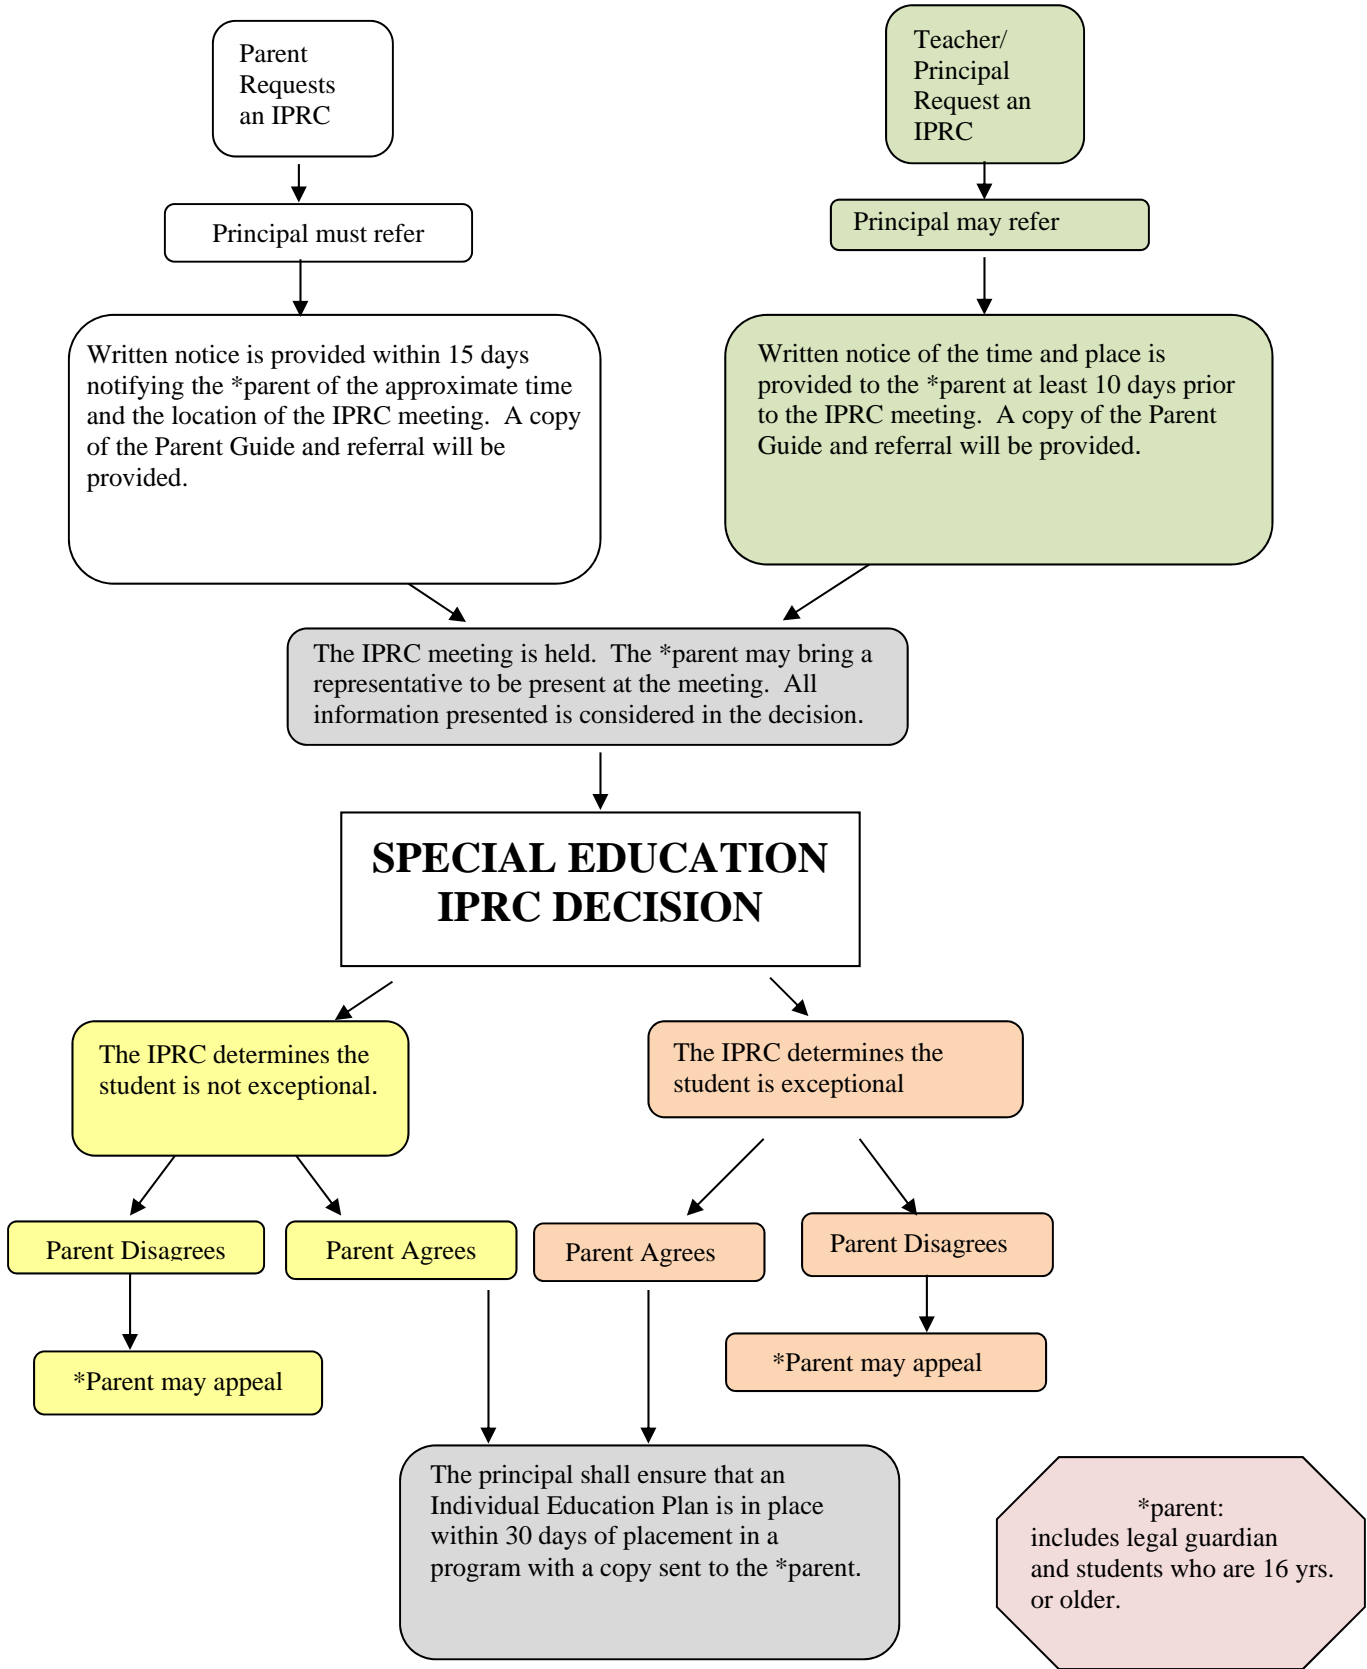 Parent
Requests
an IPRC
Teacher/
Principal
Request an
IPRC
Principal must refer
Principal may refer
Written notice is provided within 15 days
notifying the *parent of the approximate time
and the location of the IPRC meeting.  A copy
of the Parent Guide and referral will be
provided.
Written notice of the time and place is
provided to the *parent at least 10 days prior
to the IPRC meeting.  A copy of the Parent
Guide and referral will be provided.
The IPRC meeting is held.  The *parent may bring a
representative to be present at the meeting.  All
information presented is considered in the decision.
SPECIAL EDUCATION
IPRC DECISION
The IPRC determines the
student is not exceptional.
The IPRC determines the
student is exceptional
Parent Disagrees
Parent Agrees
Parent Agrees
Parent Disagrees
*Parent may appeal
*Parent may appeal
The principal shall ensure that an
Individual Education Plan is in place
within 30 days of placement in a
program with a copy sent to the *parent.
*parent:
includes legal guardian
and students who are 16 yrs.
or older.